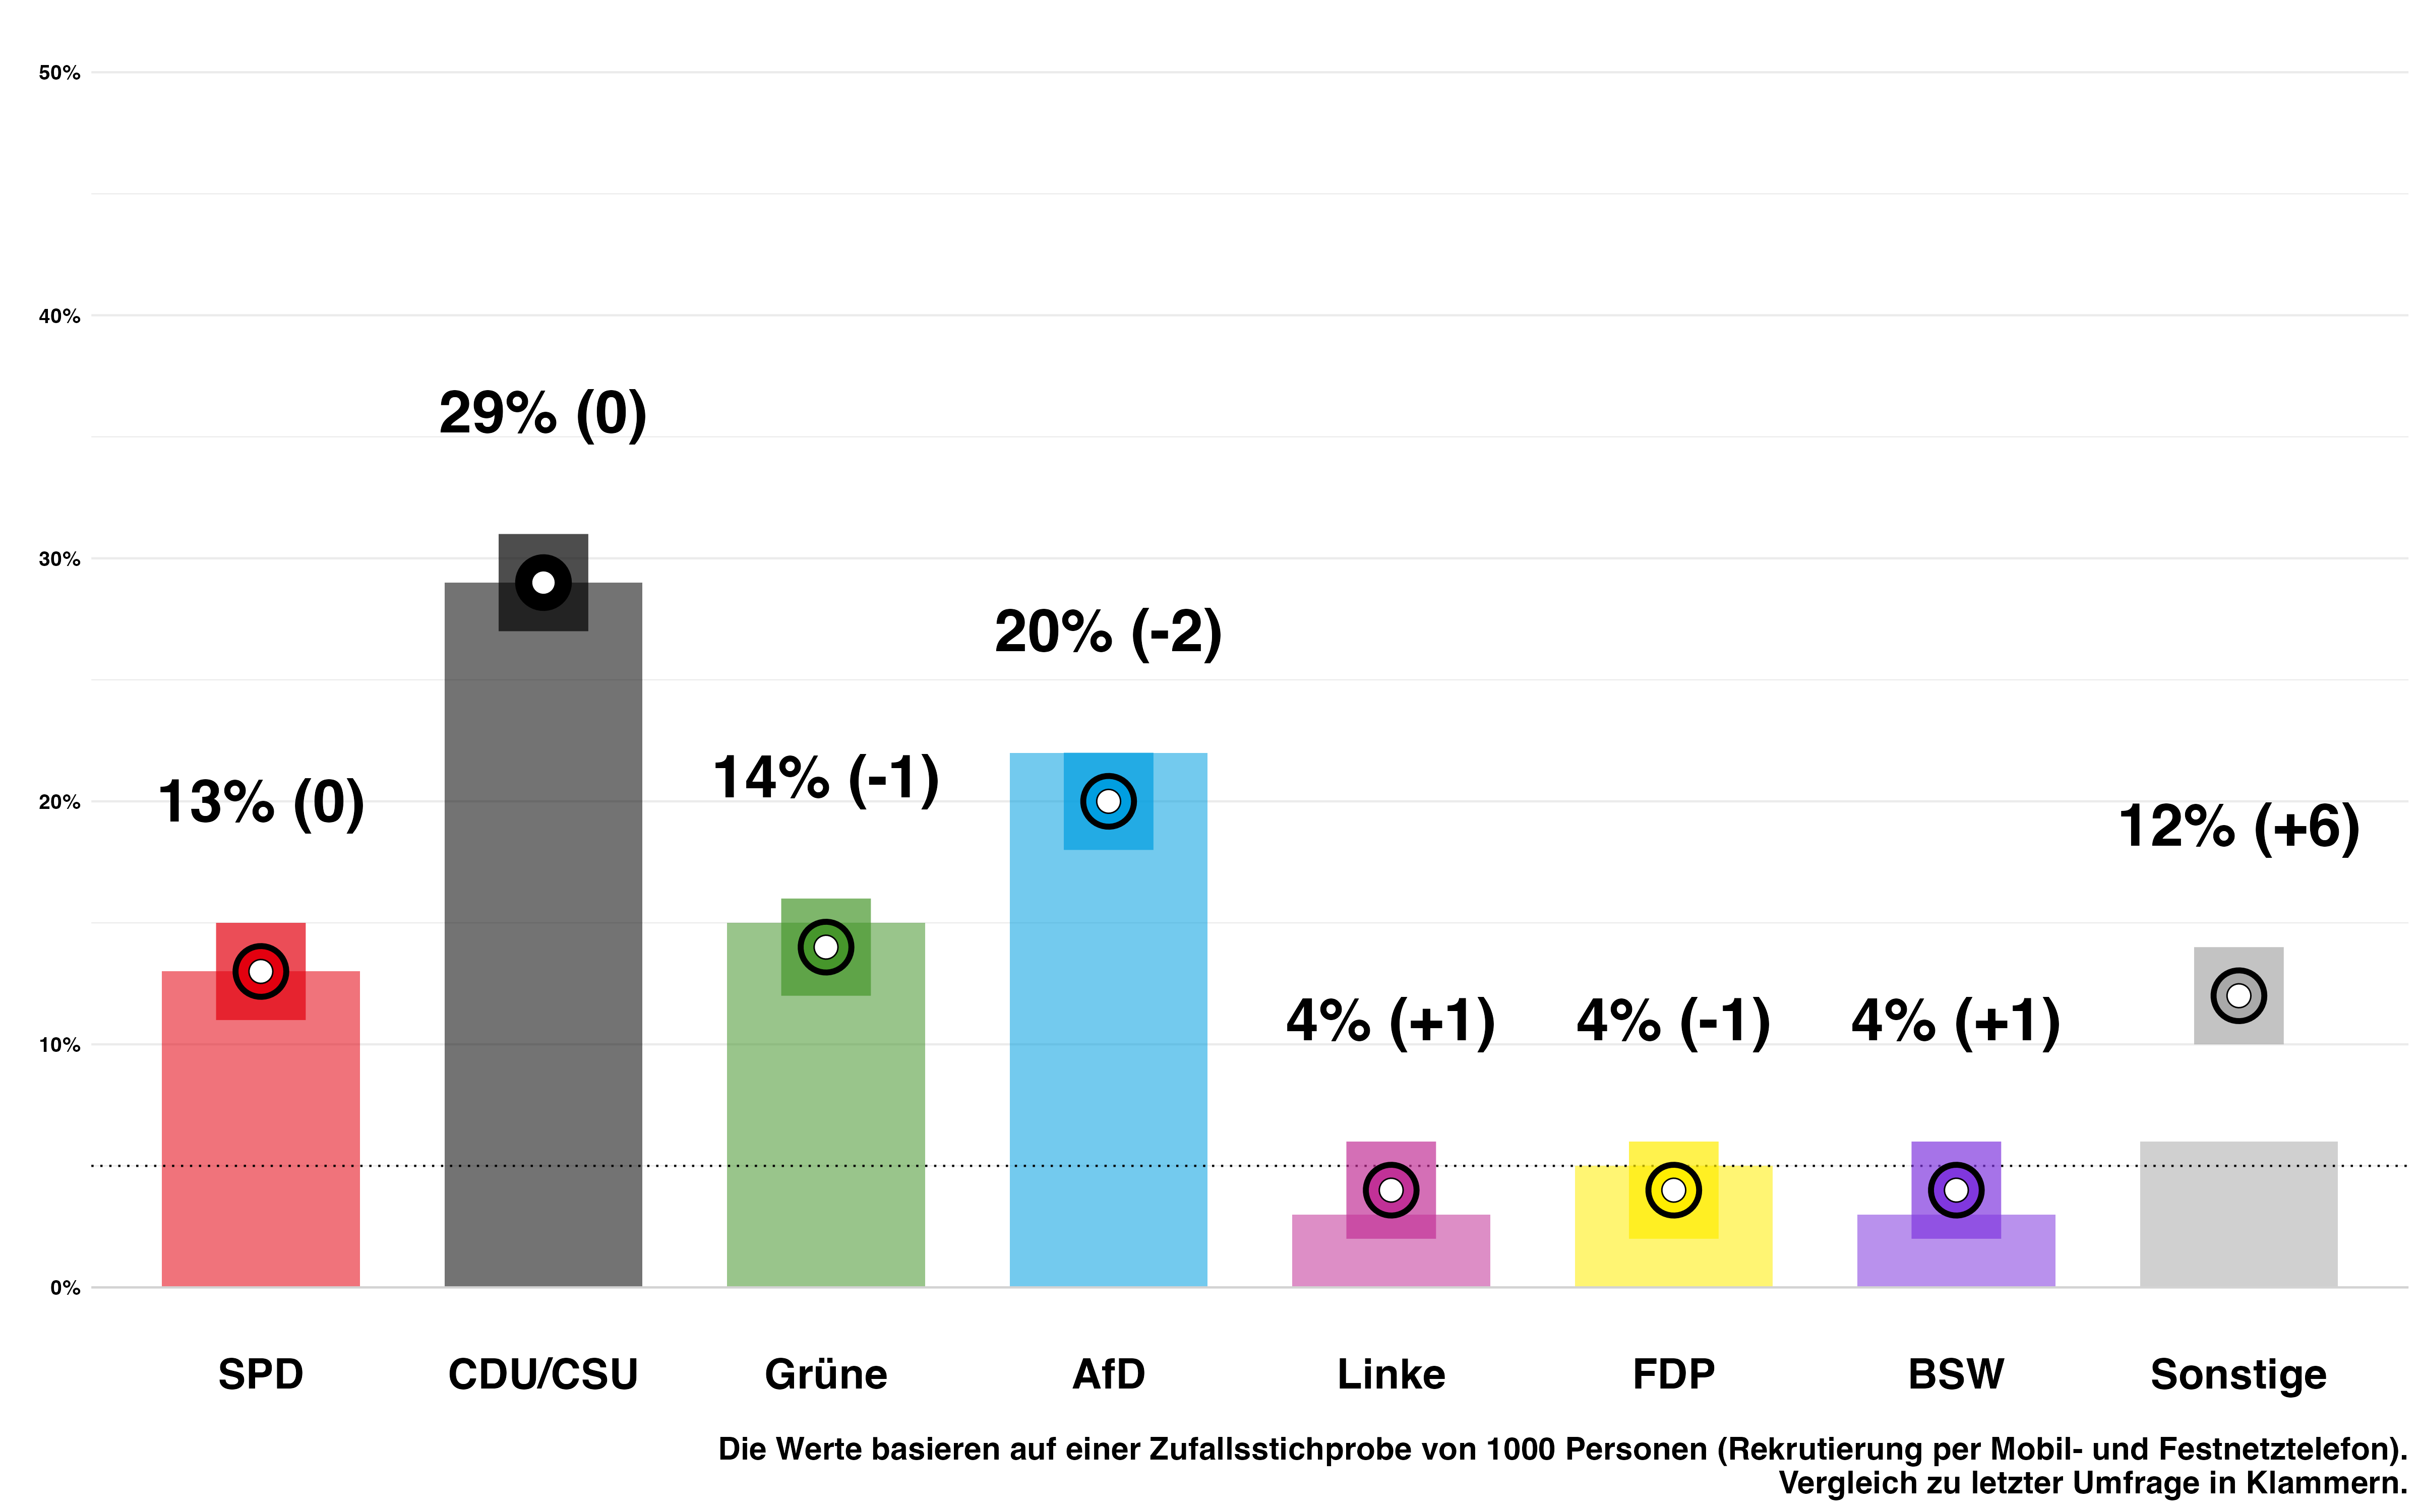 50%
40%
30%
20%
10%
0%
13% (0)
29% (0)
14% (-1)
20% (-2)
4% (+1)
4% (-1)
4% (+1)
12% (+6)
SPD
CDU/CSU
Grüne
AfD
Linke
FDP
BSW
Sonstige
Die Werte basieren auf einer Zufallsstichprobe von 1000 Personen (Rekrutierung per Mobil- und Festnetztelefon).
Vergleich zu letzter Umfrage in Klammern.